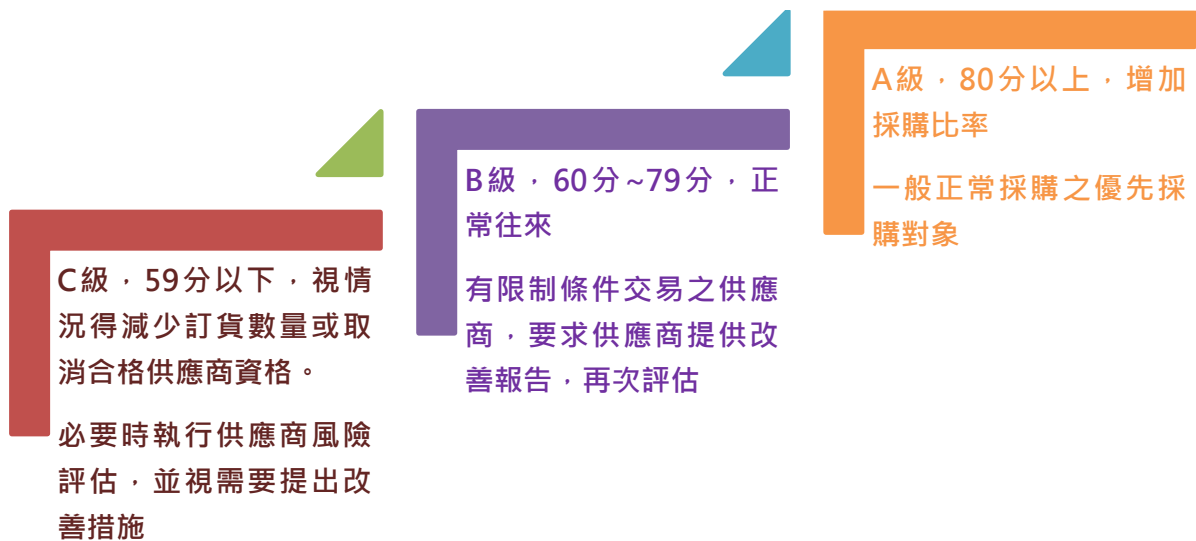 C級，59分以下，視情
況得減少訂貨數量或取
消合格供應商資格。
必要時執行供應商風險
評估，並視需要提出改
善措施
B級，60分~79分，正
常往來
有限制條件交易之供應
商，要求供應商提供改
善報告，再次評估
A級，80分以上，增加
採購比率
一般正常採購之優先採
購對象